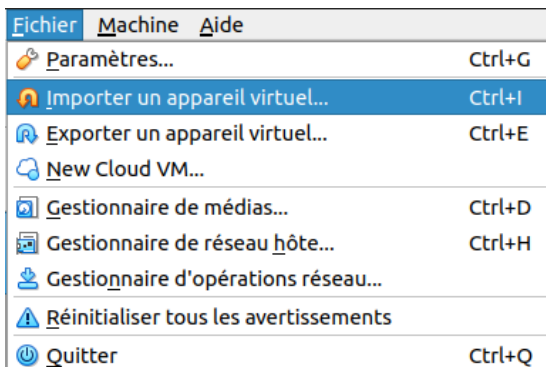 Fichier Machine Aide
Paramètres... Ctrl+G
Importer un appareil virtuel... Ctrl+I
Exporter un appareil virtuel... Ctrl+E
New Cloud VM...
Gestionnaire de médias... Ctrl+D
Gestionnaire de réseau hôte... Ctrl+H
Gestionnaire d'opérations réseau...
Réinitialiser tous les avertissements
Quitter Ctrl+Q